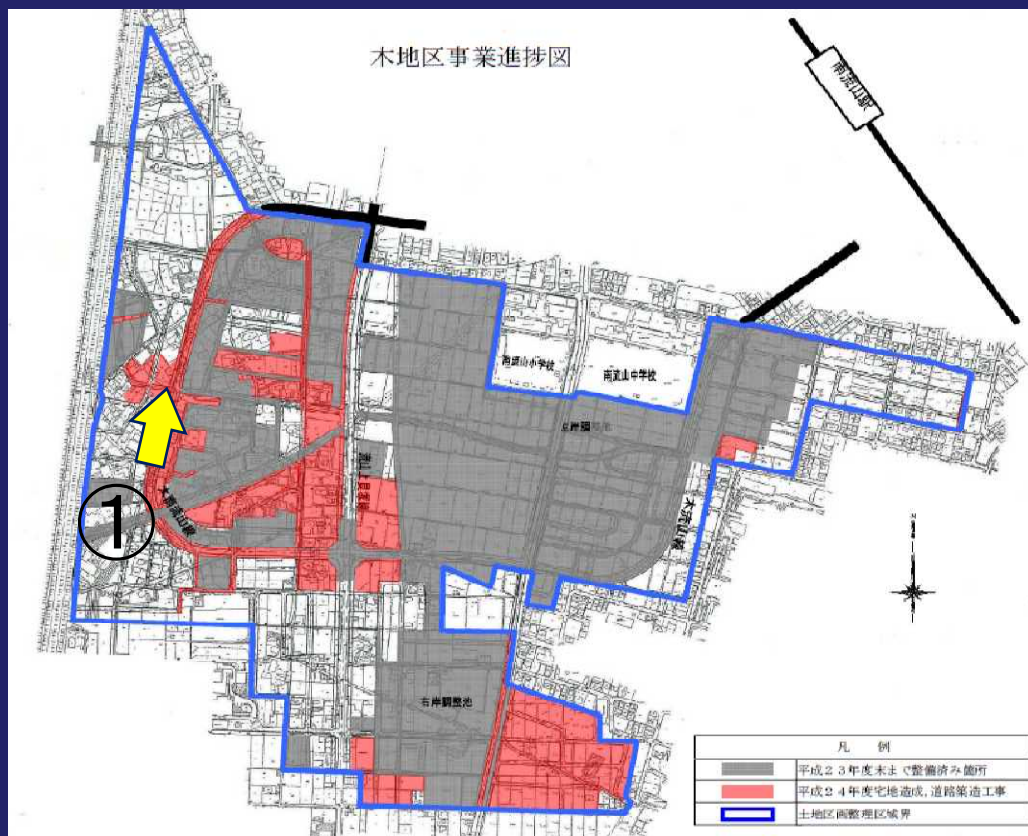 木地区事業進捗図
南流山駅
南流山小学校
南流山中学校
左岸調整池
木流山線
①
右岸調整池
凡　例
平成２３年度末まで整備済み箇所
平成２４年度宅地造成，道路築造工事
土地区画整理区域界